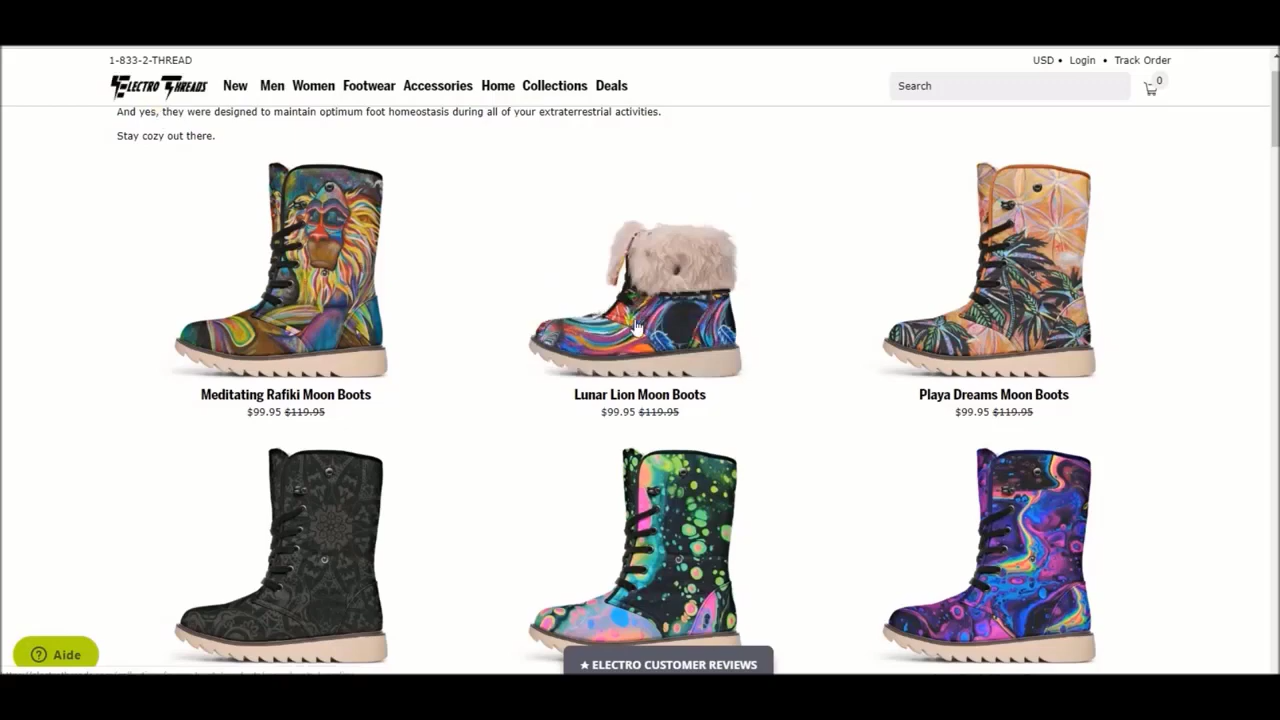 1-833-2-THREAD
USD • Login • Track Order
ELECTRO THREADS New Men Women Footwear Accessories Home Collections Deals Search 0
And yes, they were designed to maintain optimum foot homeostasis during all of your extraterrestrial activities.
Stay cozy out there.
Meditating Rafiki Moon Boots
$99.95 $119.95
Lunar Lion Moon Boots
$99.95 $119.95
Playa Dreams Moon Boots
$99.95 $119.95
Aide
★ ELECTRO CUSTOMER REVIEWS